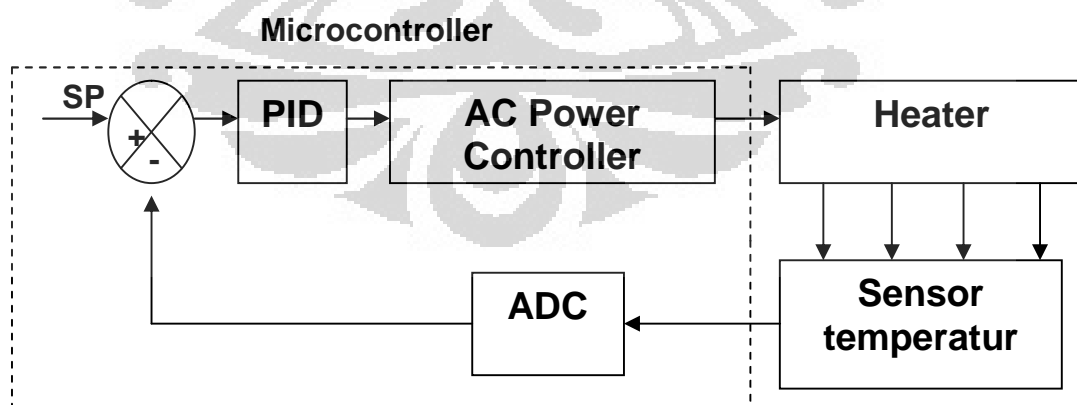 Microcontroller
SP
+
-
PID
AC Power
Controller
Heater
ADC
Sensor
temperatur